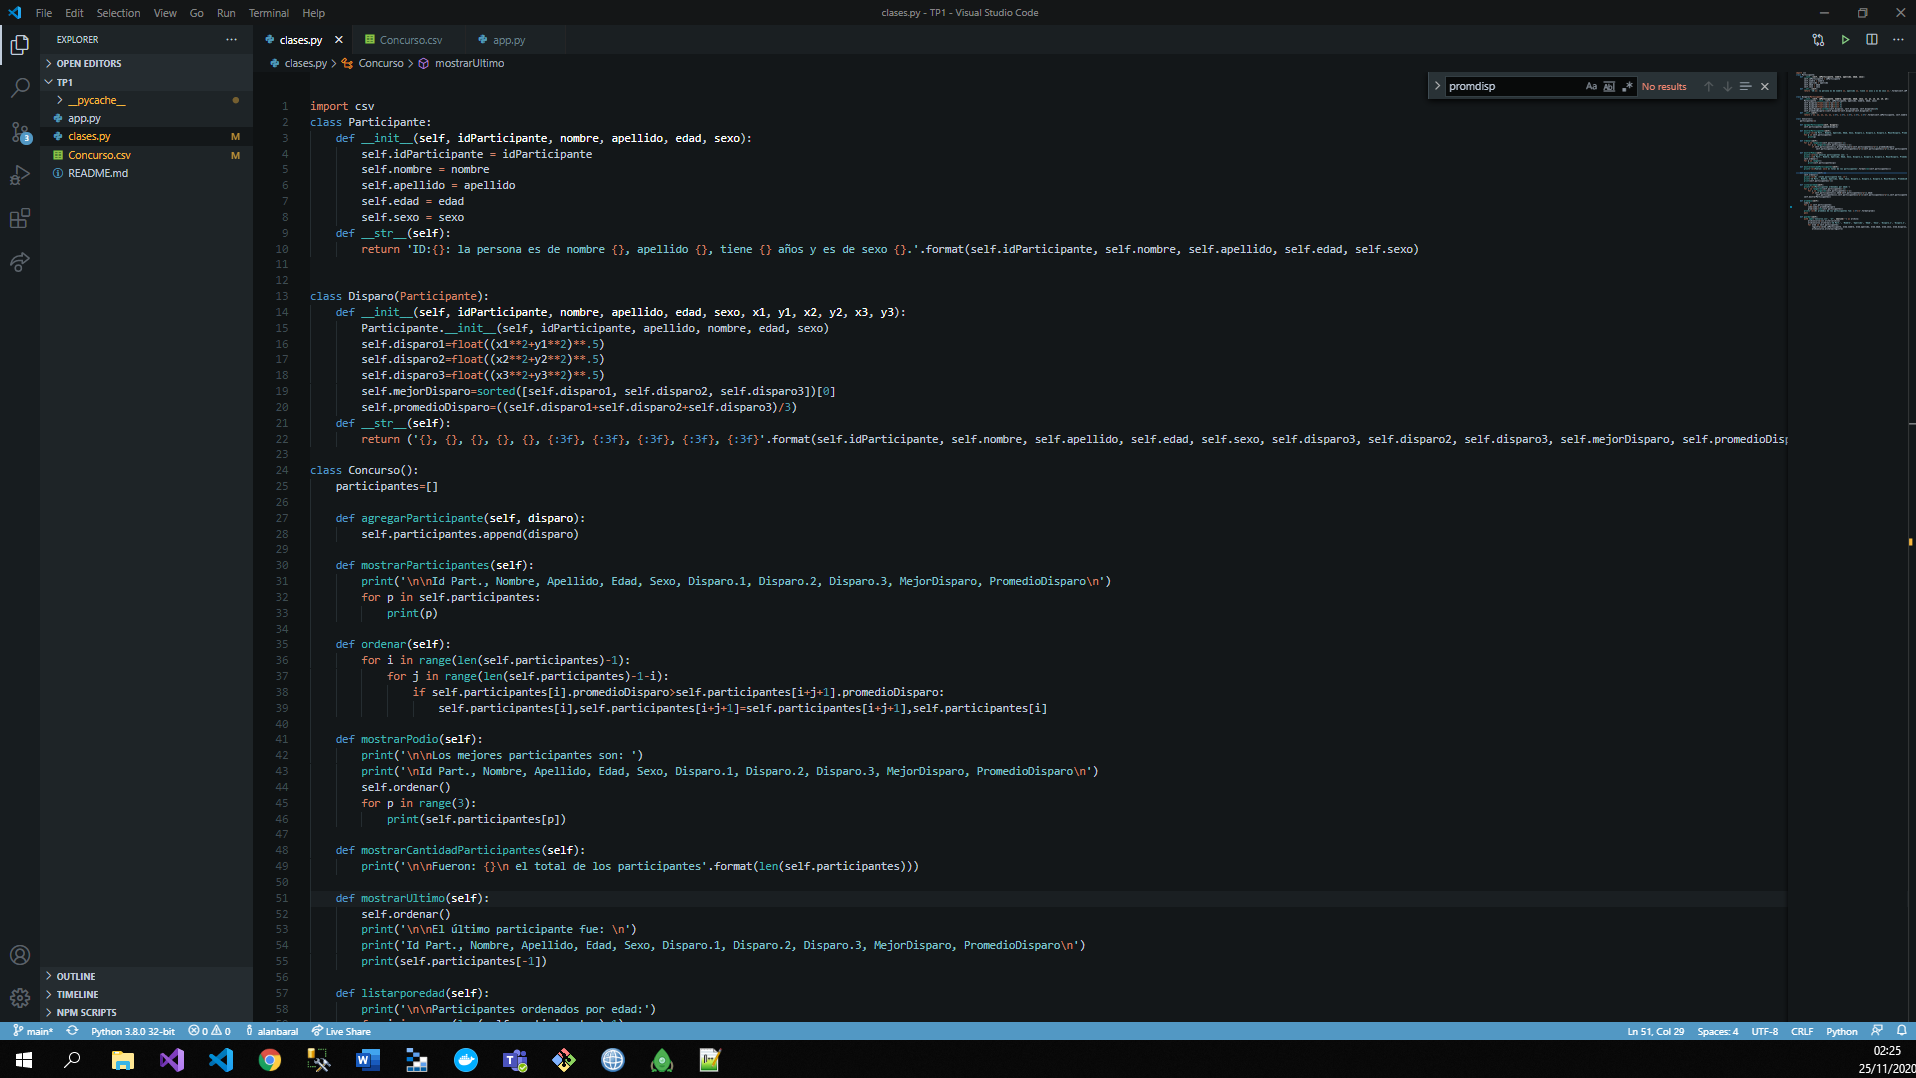 File Edit Selection View Go Run Terminal Help
clases.py - TP1 - Visual Studio Code
EXPLORER
OPEN EDITORS
TP1
__pycache__
app.py
clases.py M
Concurso.csv M
README.md
OUTLINE
TIMELINE
NPM SCRIPTS
clases.py Concurso.csv app.py
clases.py > Concurso > mostrarUltimo
promdisp Aa Ab .* No results
1 import csv
2 class Participante:
3 def __init__(self, idParticipante, nombre, apellido, edad, sexo):
4 self.idParticipante = idParticipante
5 self.nombre = nombre
6 self.apellido = apellido
7 self.edad = edad
8 self.sexo = sexo
9 def __str__(self):
10 return 'ID:{}: la persona es de nombre {}, apellido {}, tiene {} años y es de sexo {}.'.format(self.idParticipante, self.nombre, self.apellido, self.edad, self.sexo)
11
12
13 class Disparo(Participante):
14 def __init__(self, idParticipante, nombre, apellido, edad, sexo, x1, y1, x2, y2, x3, y3):
15 Participante.__init__(self, idParticipante, apellido, nombre, edad, sexo)
16 self.disparo1=float((x1**2+y1**2)**.5)
17 self.disparo2=float((x2**2+y2**2)**.5)
18 self.disparo3=float((x3**2+y3**2)**.5)
19 self.mejorDisparo=sorted([self.disparo1, self.disparo2, self.disparo3])[0]
20 self.promedioDisparo=((self.disparo1+self.disparo2+self.disparo3)/3)
21 def __str__(self):
22 return ('{}, {}, {}, {}, {}, {:3f}, {:3f}, {:3f}, {:3f}, {:3f}'.format(self.idParticipante, self.nombre, self.apellido, self.edad, self.sexo, self.disparo3, self.disparo2, self.disparo3, self.mejorDisparo, self.promedioDisp
23
24 class Concurso():
25 participantes=[]
26
27 def agregarParticipante(self, disparo):
28 self.participantes.append(disparo)
29
30 def mostrarParticipantes(self):
31 print('\n\nId Part., Nombre, Apellido, Edad, Sexo, Disparo.1, Disparo.2, Disparo.3, MejorDisparo, PromedioDisparo\n')
32 for p in self.participantes:
33 print(p)
34
35 def ordenar(self):
36 for i in range(len(self.participantes)-1):
37 for j in range(len(self.participantes)-1-i):
38 if self.participantes[i].promedioDisparo>self.participantes[i+j+1].promedioDisparo:
39 self.participantes[i],self.participantes[i+j+1]=self.participantes[i+j+1],self.participantes[i]
40
41 def mostrarPodio(self):
42 print('\n\nLos mejores participantes son: ')
43 print('\nId Part., Nombre, Apellido, Edad, Sexo, Disparo.1, Disparo.2, Disparo.3, MejorDisparo, PromedioDisparo\n')
44 self.ordenar()
45 for p in range(3):
46 print(self.participantes[p])
47
48 def mostrarCantidadParticipantes(self):
49 print('\n\nFueron: {}\n el total de los participantes'.format(len(self.participantes)))
50
51 def mostrarUltimo(self):
52 self.ordenar()
53 print('\n\nEl último participante fue: \n')
54 print('Id Part., Nombre, Apellido, Edad, Sexo, Disparo.1, Disparo.2, Disparo.3, MejorDisparo, PromedioDisparo\n')
55 print(self.participantes[-1])
56
57 def listarporedad(self):
58 print('\n\nParticipantes ordenados por edad:')
main* Python 3.8.0 32-bit 0 0 alanbaral Live Share
Ln 51, Col 29 Spaces: 4 UTF-8 CRLF Python
02:25
25/11/2020